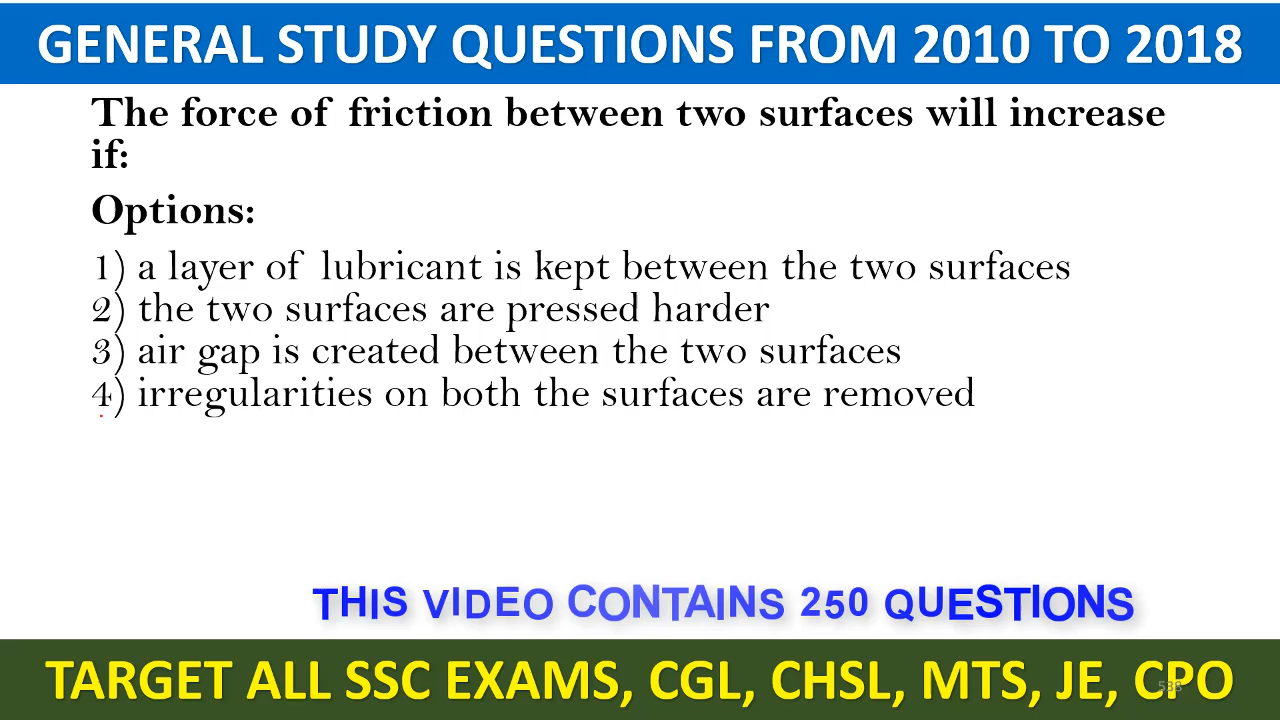 GENERAL STUDY QUESTIONS FROM 2010 TO 2018
The force of friction between two surfaces will increase
if:
Options:
1) a layer of lubricant is kept between the two surfaces
2) the two surfaces are pressed harder
3) air gap is created between the two surfaces
4) irregularities on both the surfaces are removed
THIS VIDEO CONTAINS 250 QUESTIONS
TARGET ALL SSC EXAMS, CGL, CHSL, MTS, JE, CPO